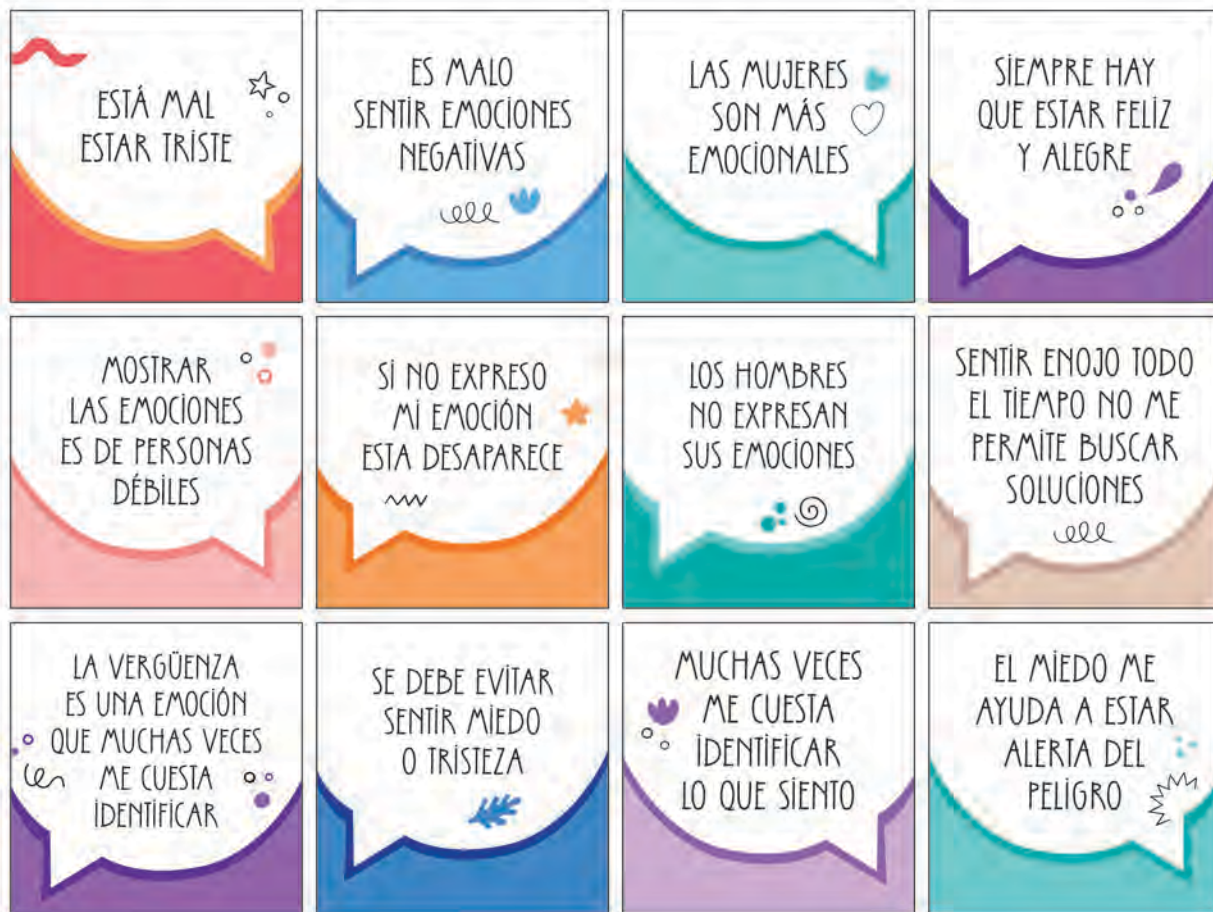 ESTÁ MAL
ESTAR TRISTE
ES MALO
SENTIR EMOCIONES
NEGATIVAS
LAS MUJERES
SON MÁS
EMOCIONALES
SIEMPRE HAY
QUE ESTAR FELIZ
Y ALEGRE
MOSTRAR
LAS EMOCIONES
ES DE PERSONAS
DÉBILES
SI NO EXPRESO
MI EMOCIÓN
ESTA DESAPARECE
LOS HOMBRES
NO EXPRESAN
SUS EMOCIONES
SENTIR ENOJO TODO
EL TIEMPO NO ME
PERMITE BUSCAR
SOLUCIONES
LA VERGÜENZA
ES UNA EMOCIÓN
QUE MUCHAS VECES
ME CUESTA
IDENTIFICAR
SE DEBE EVITAR
SENTIR MIEDO
O TRISTEZA
MUCHAS VECES
ME CUESTA
IDENTIFICAR
LO QUE SIENTO
EL MIEDO ME
AYUDA A ESTAR
ALERTA DEL
PELIGRO